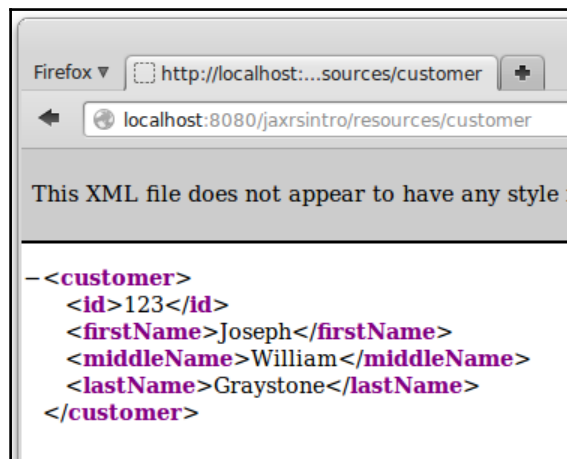 Firefox ▾ http://localhost:...sources/customer
localhost:8080/jaxrsintro/resources/customer
This XML file does not appear to have any style
−<customer>
<id>123</id>
<firstName>Joseph</firstName>
<middleName>William</middleName>
<lastName>Graystone</lastName>
</customer>